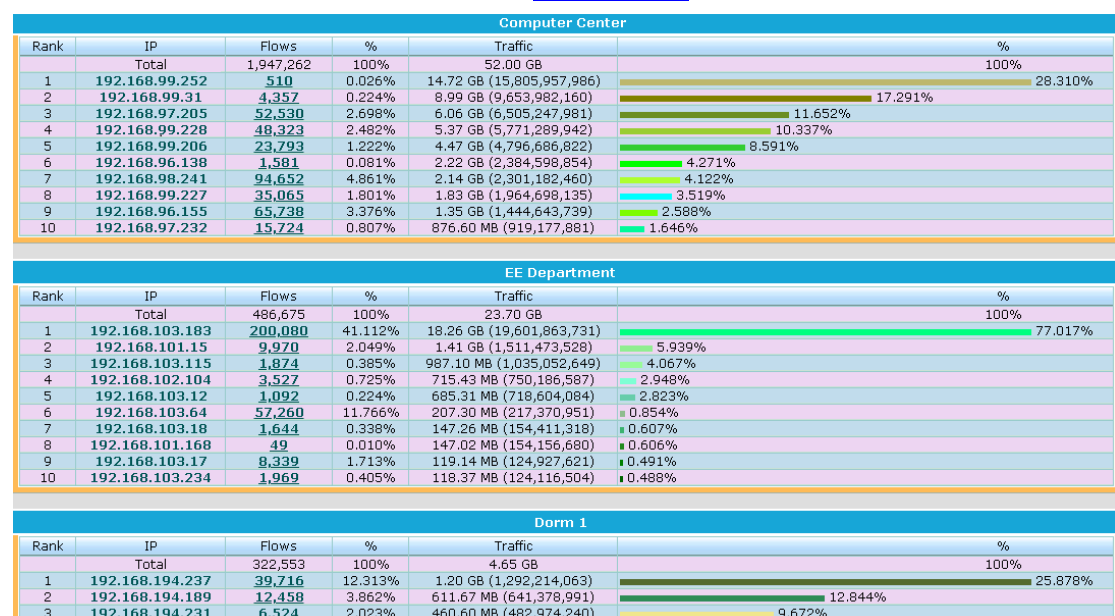 Computer Center
Rank IP Flows % Traffic %
Total 1,947,262 100% 52.00 GB 100%
1 192.168.99.252 510 0.026% 14.72 GB (15,805,957,986) 28.310%
2 192.168.99.31 4,357 0.224% 8.99 GB (9,653,982,160) 17.291%
3 192.168.97.205 52,530 2.698% 6.06 GB (6,505,247,981) 11.652%
4 192.168.99.228 48,323 2.482% 5.37 GB (5,771,289,942) 10.337%
5 192.168.99.206 23,793 1.222% 4.47 GB (4,796,686,822) 8.591%
6 192.168.96.138 1,581 0.081% 2.22 GB (2,384,598,854) 4.271%
7 192.168.98.241 94,652 4.861% 2.14 GB (2,301,182,460) 4.122%
8 192.168.99.227 35,065 1.801% 1.83 GB (1,964,698,135) 3.519%
9 192.168.96.155 65,738 3.376% 1.35 GB (1,444,643,739) 2.588%
10 192.168.97.232 15,724 0.807% 876.60 MB (919,177,881) 1.646%
EE Department
Rank IP Flows % Traffic %
Total 486,675 100% 23.70 GB 100%
1 192.168.103.183 200,080 41.112% 18.26 GB (19,601,863,731) 77.017%
2 192.168.101.15 9,970 2.049% 1.41 GB (1,511,473,528) 5.939%
3 192.168.103.115 1,874 0.385% 987.10 MB (1,035,052,649) 4.067%
4 192.168.102.104 3,527 0.725% 715.43 MB (750,186,587) 2.948%
5 192.168.103.12 1,092 0.224% 685.31 MB (718,604,084) 2.823%
6 192.168.103.64 57,260 11.766% 207.30 MB (217,370,951) 0.854%
7 192.168.103.18 1,644 0.338% 147.26 MB (154,411,318) 0.607%
8 192.168.101.168 49 0.010% 147.02 MB (154,156,680) 0.606%
9 192.168.103.17 8,339 1.713% 119.14 MB (124,927,621) 0.491%
10 192.168.103.234 1,969 0.405% 118.37 MB (124,116,504) 0.488%
Dorm 1
Rank IP Flows % Traffic %
Total 322,553 100% 4.65 GB 100%
1 192.168.194.237 39,716 12.313% 1.20 GB (1,292,214,063) 25.878%
2 192.168.194.189 12,458 3.862% 611.67 MB (641,378,991) 12.844%
3 192.168.194.231 6,524 2.023% 460.60 MB (482,974,240) 9.672%